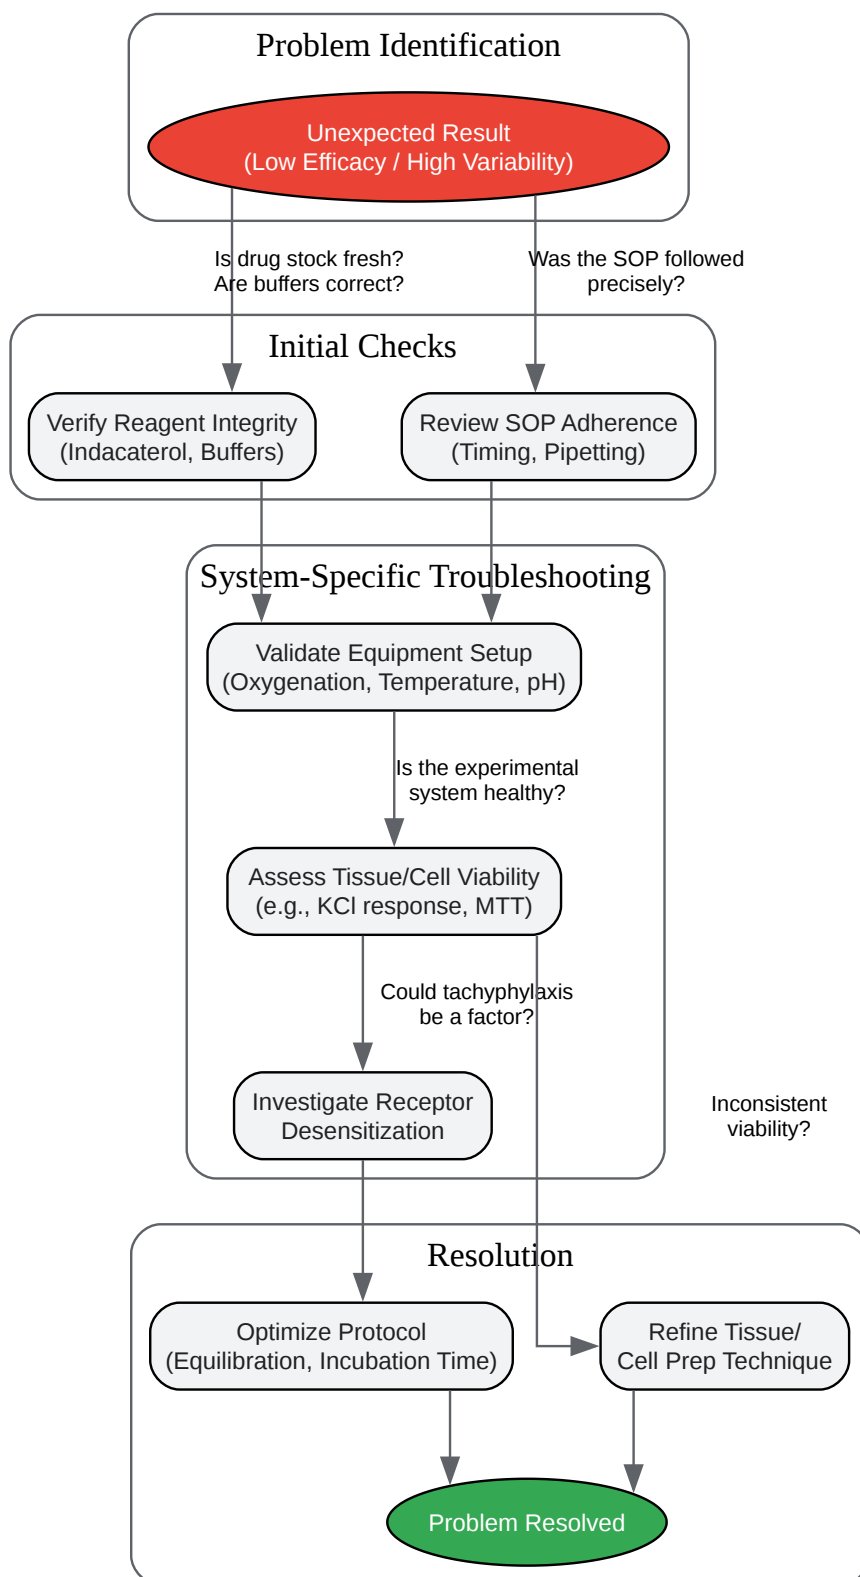 Problem Identification
Unexpected Result
(Low Efficacy / High Variability)
Is drug stock fresh?
Are buffers correct?
Was the SOP followed
precisely?
Initial Checks
Verify Reagent Integrity
(Indacaterol, Buffers)
Review SOP Adherence
(Timing, Pipetting)
System-Specific Troubleshooting
Validate Equipment Setup
(Oxygenation, Temperature, pH)
Is the experimental
system healthy?
Assess Tissue/Cell Viability
(e.g., KCl response, MTT)
Could tachyphylaxis
be a factor?
Investigate Receptor
Desensitization
Inconsistent
viability?
Resolution
Optimize Protocol
(Equilibration, Incubation Time)
Refine Tissue/
Cell Prep Technique
Problem Resolved